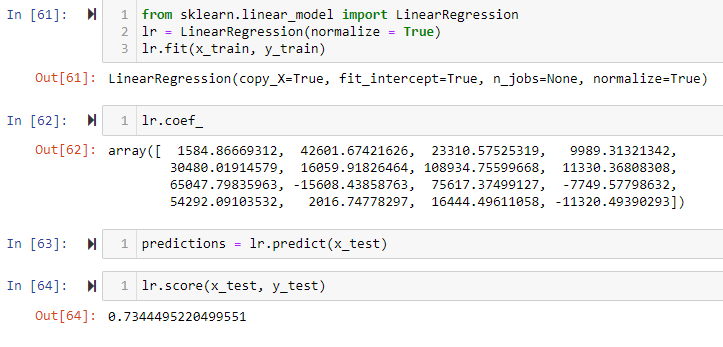 In [61]: 1 from sklearn.linear_model import LinearRegression
2 lr = LinearRegression(normalize = True)
3 lr.fit(x_train, y_train)
Out[61]: LinearRegression(copy_X=True, fit_intercept=True, n_jobs=None, normalize=True)
In [62]: 1 lr.coef_
Out[62]: array([  1584.86669312,  42601.67421626,  23310.57525319,   9989.31321342,
30480.01914579,  16059.91826464, 108934.75599668,  11330.36808308,
65047.79835963, -15608.43858763,  75617.37499127,  -7749.57798632,
54292.09103532,   2016.74778297,  16444.49611058, -11320.49390293])
In [63]: 1 predictions = lr.predict(x_test)
In [64]: 1 lr.score(x_test, y_test)
Out[64]: 0.7344495220499551